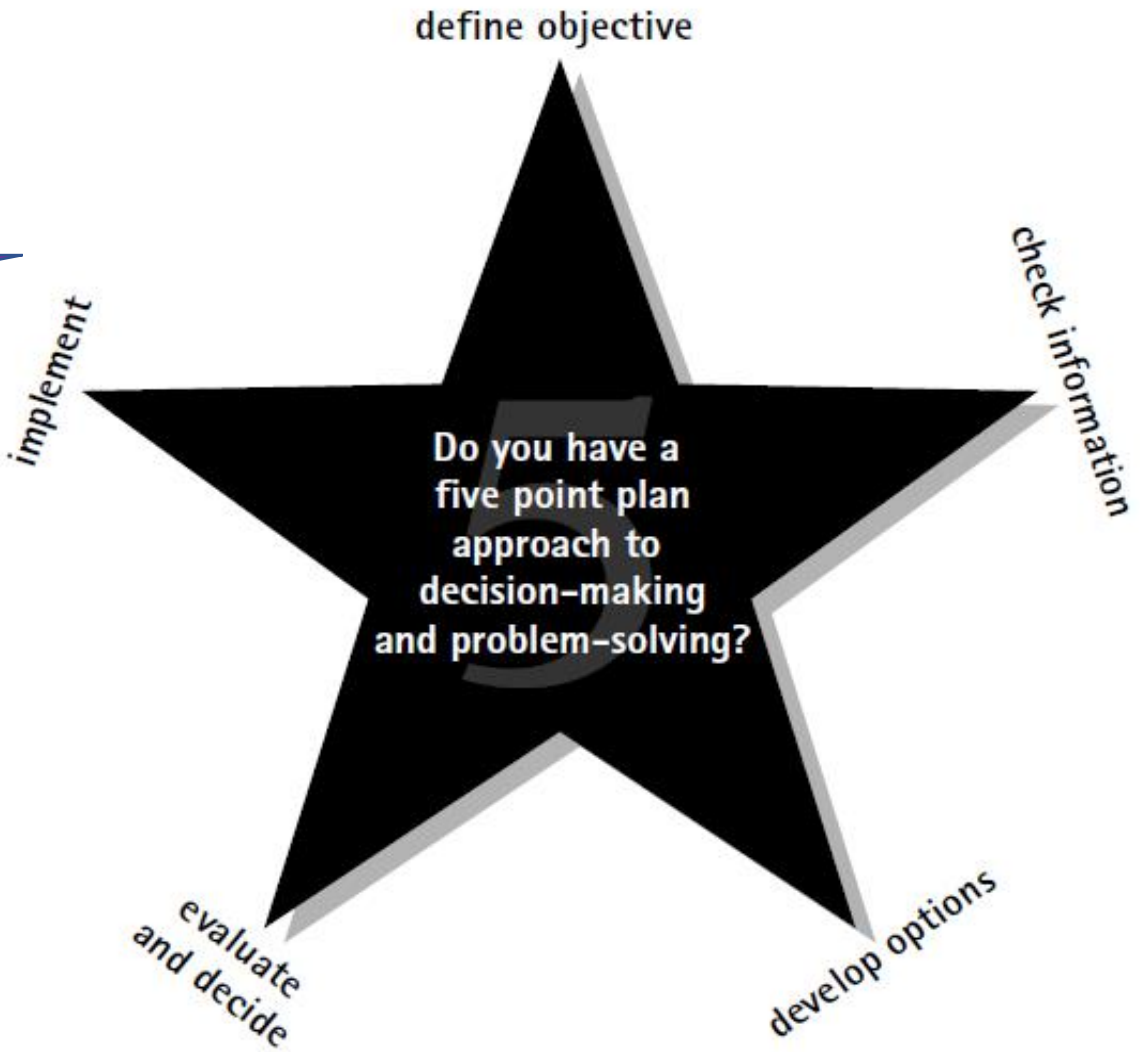 define objective
check information
implement
5
Do you have a
five point plan
approach to
decision-making
and problem-solving?
develop options
evaluate
and decide